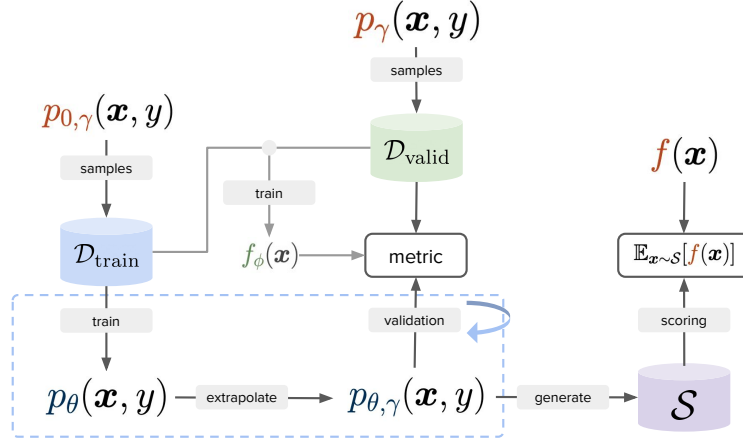 p_γ(x, y)
samples
p_{0,γ}(x, y)
samples
D_valid
f(x)
train
D_train
f_ϕ(x)
metric
𝔼_{x∼S}[f(x)]
train
validation
scoring
p_θ(x, y)
extrapolate
p_{θ,γ}(x, y)
generate
S